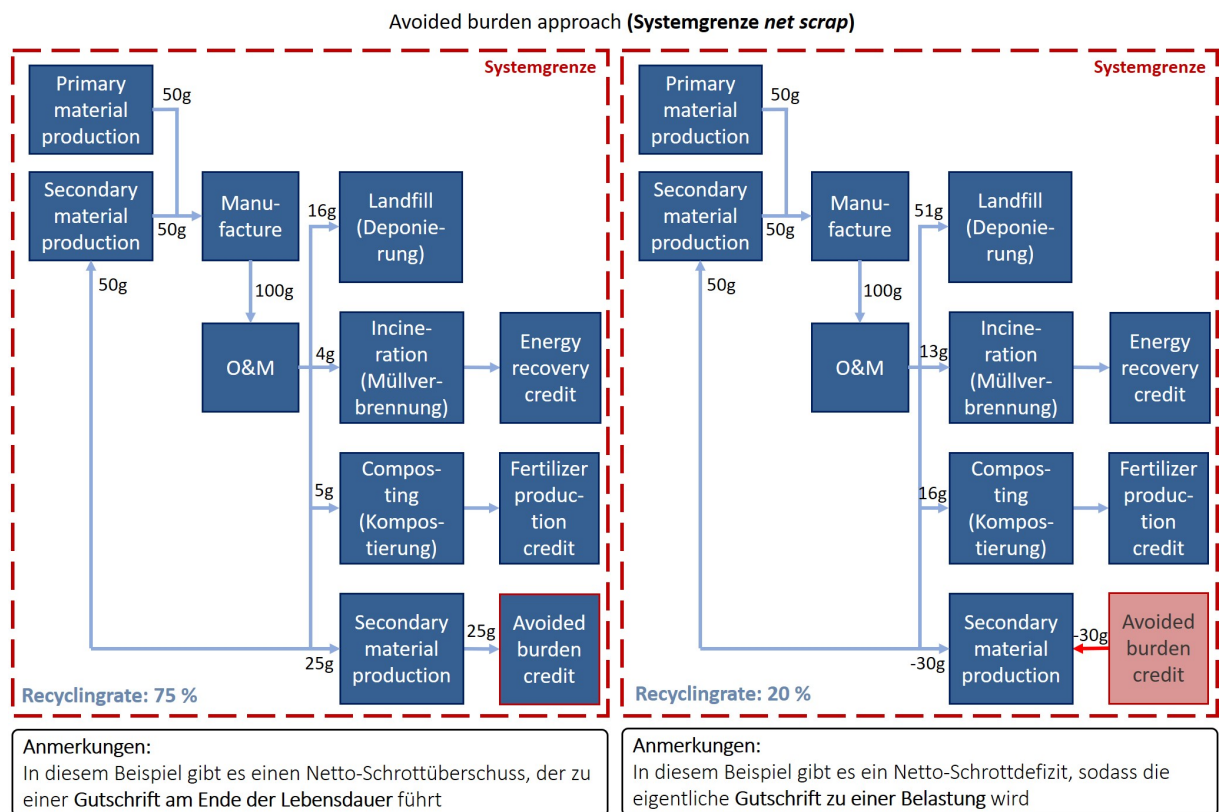 Avoided burden approach (Systemgrenze net scrap)
Systemgrenze
Primary
material
production
50g
Secondary
material
production
50g
50g
Manu-
facture
100g
O&M
16g
Landfill
(Deponie-
rung)
4g
Incine-
ration
(Müllver-
brennung)
Energy
recovery
credit
5g
Compos-
ting
(Kompos-
tierung)
Fertilizer
produc-
tion
credit
25g
Secondary
material
production
25g
Avoided
burden
credit
Recyclingrate: 75 %
Anmerkungen:
In diesem Beispiel gibt es einen Netto-Schrottüberschuss, der zu
einer Gutschrift am Ende der Lebensdauer führt
Systemgrenze
Primary
material
production
50g
Secondary
material
production
50g
50g
Manu-
facture
100g
O&M
51g
Landfill
(Deponie-
rung)
13g
Incine-
ration
(Müllver-
brennung)
Energy
recovery
credit
16g
Compos-
ting
(Kompos-
tierung)
Fertilizer
produc-
tion
credit
-30g
Secondary
material
production
-30g
Avoided
burden
credit
Recyclingrate: 20 %
Anmerkungen:
In diesem Beispiel gibt es ein Netto-Schrottdefizit, sodass die
eigentliche Gutschrift zu einer Belastung wird